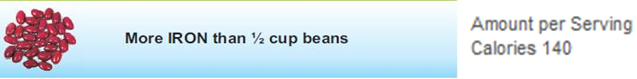 More IRON than ½ cup beans
Amount per Serving
Calories 140